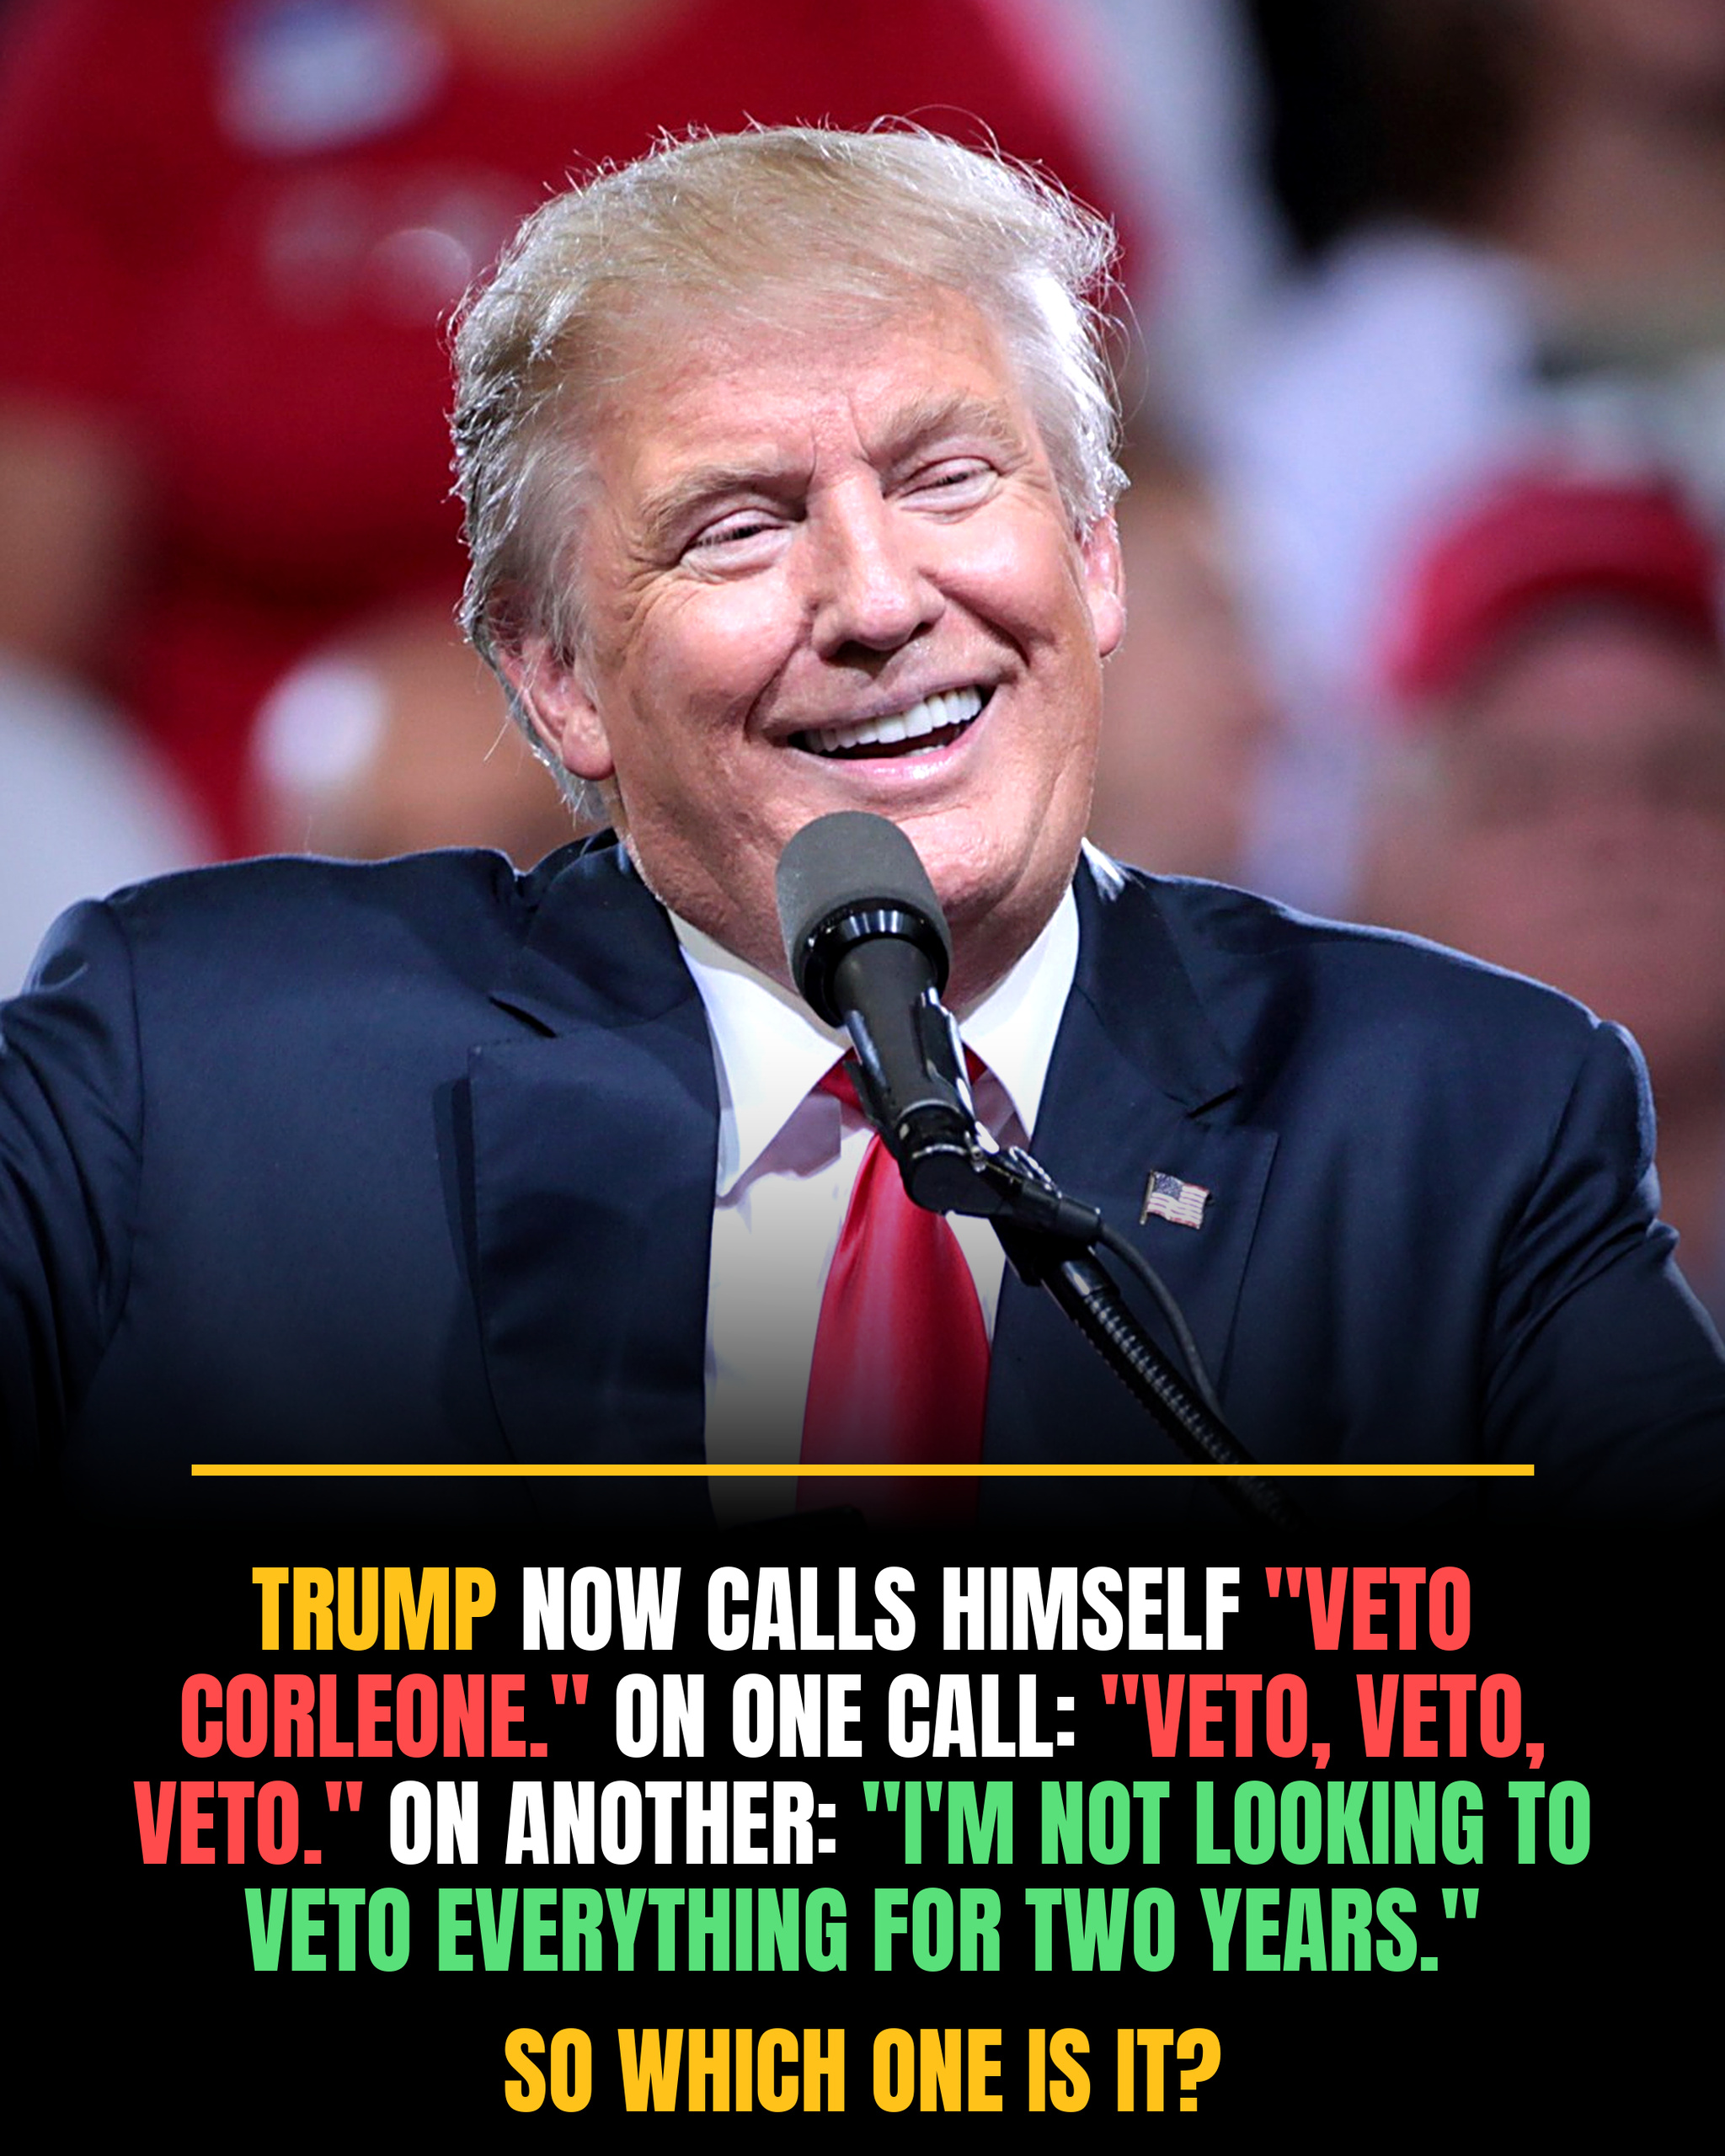 TRUMP NOW CALLS HIMSELF "VETO
CORLEONE." ON ONE CALL: "VETO, VETO,
VETO." ON ANOTHER: "I'M NOT LOOKING TO
VETO EVERYTHING FOR TWO YEARS."
SO WHICH ONE IS IT?